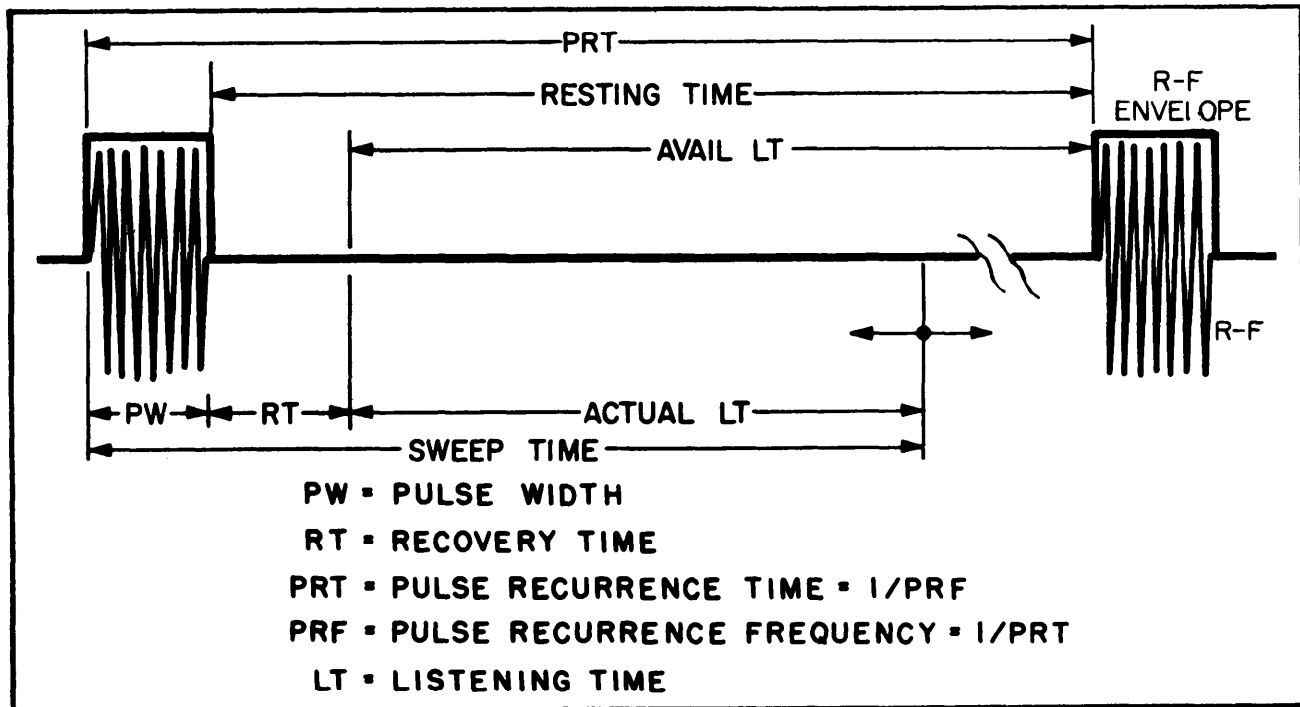 PRT
RESTING TIME
R-F
ENVELOPE
AVAIL LT
R-F
PW
RT
ACTUAL LT
SWEEP TIME
PW = PULSE WIDTH
RT = RECOVERY TIME
PRT = PULSE RECURRENCE TIME = 1/PRF
PRF = PULSE RECURRENCE FREQUENCY = 1/PRT
LT = LISTENING TIME